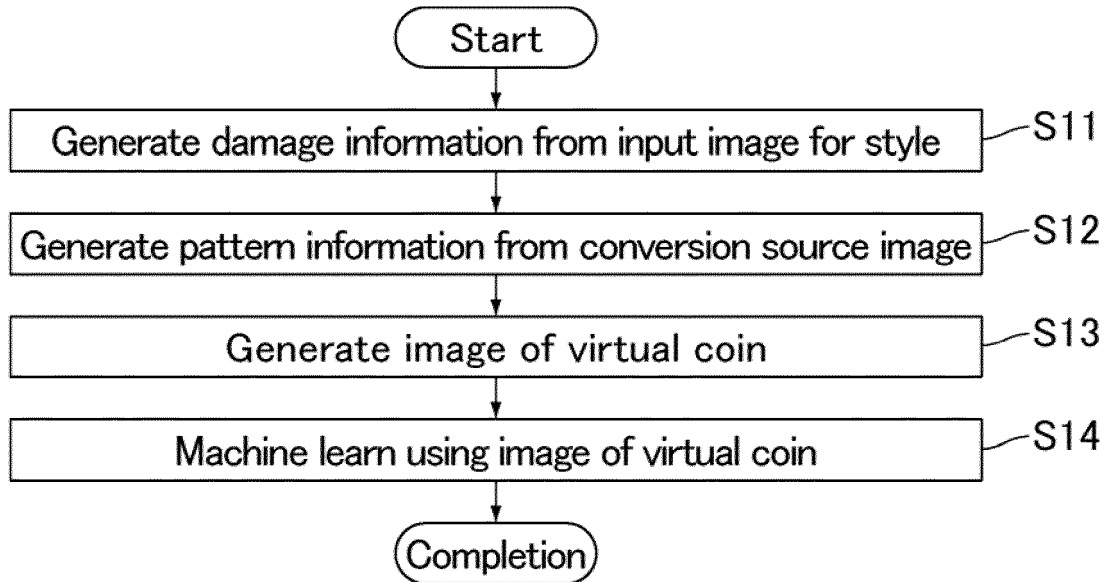 Start
Generate damage information from input image for style
S11
Generate pattern information from conversion source image
S12
Generate image of virtual coin
S13
Machine learn using image of virtual coin
S14
Completion